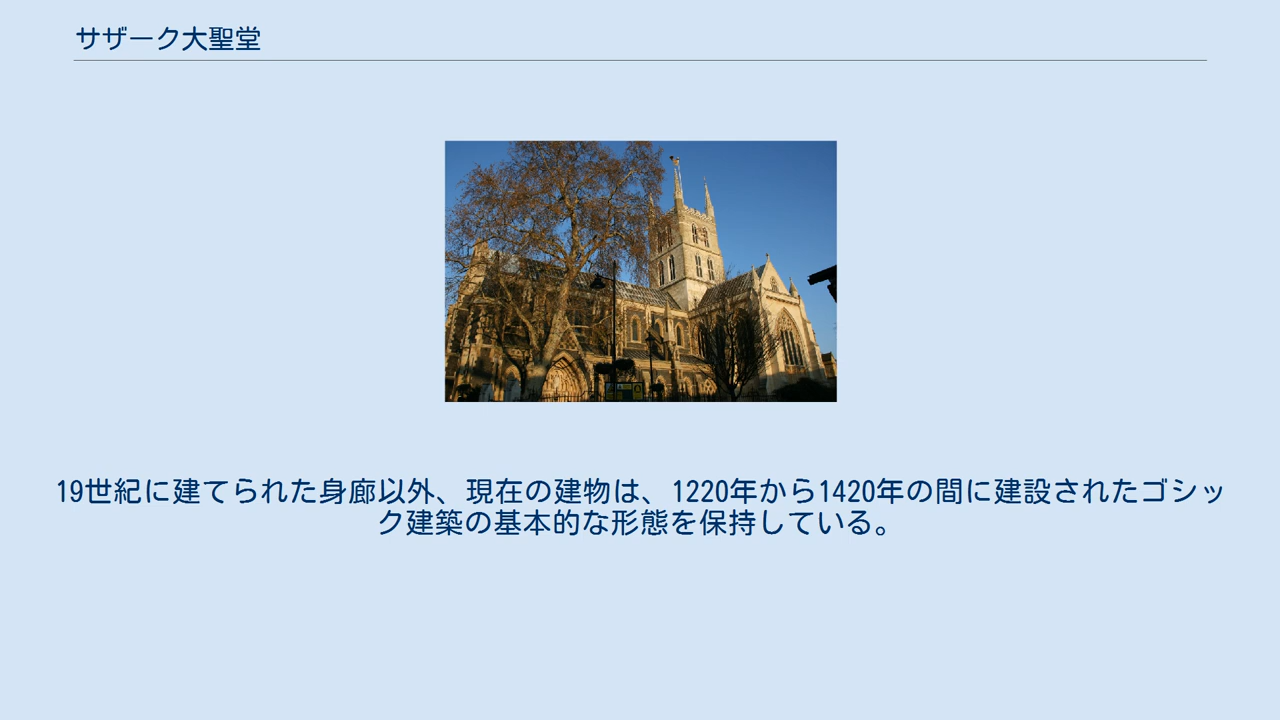 サザーク大聖堂
19世紀に建てられた身廊以外、現在の建物は、1220年から1420年の間に建設されたゴシッ
ク建築の基本的な形態を保持している。